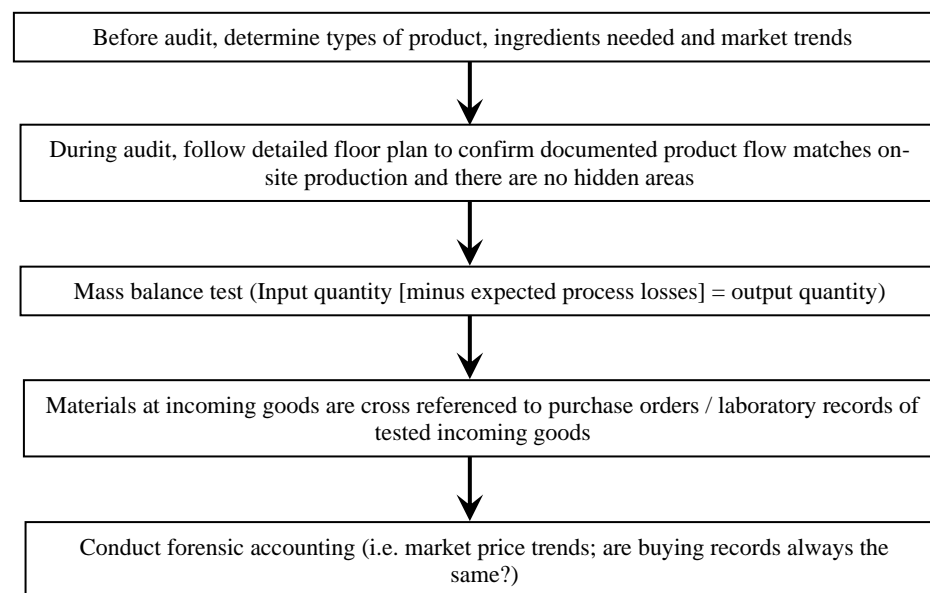 Before audit, determine types of product, ingredients needed and market trends
During audit, follow detailed floor plan to confirm documented product flow matches on-
site production and there are no hidden areas
Mass balance test (Input quantity [minus expected process losses] = output quantity)
Materials at incoming goods are cross referenced to purchase orders / laboratory records of
tested incoming goods
Conduct forensic accounting (i.e. market price trends; are buying records always the
same?)